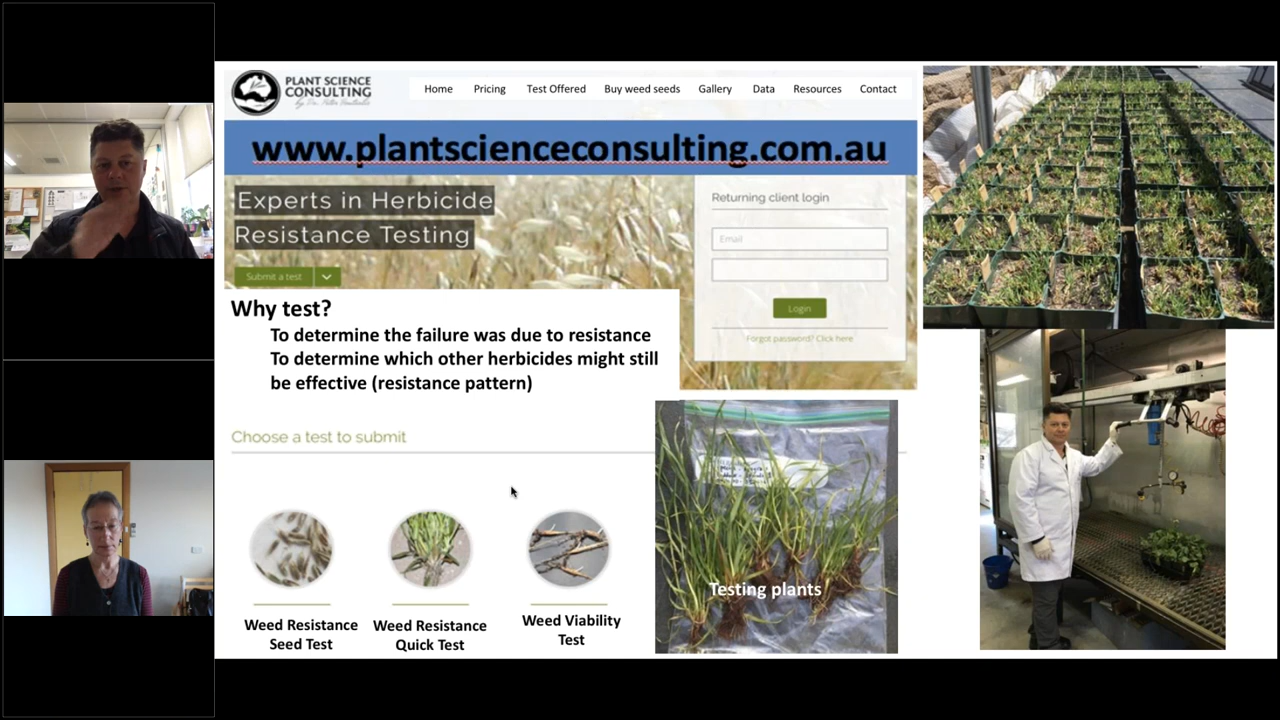 PLANT SCIENCE
CONSULTING
Home Pricing Test Offered Buy weed seeds Gallery Data Resources Contact
www.plantscienceconsulting.com.au
Experts in Herbicide
Resistance Testing
Submit a test
Returning client login
Email
Login
Forgot password? Click here
Why test?
To determine the failure was due to resistance
To determine which other herbicides might still
be effective (resistance pattern)
Choose a test to submit
Weed Resistance
Seed Test
Weed Resistance
Quick Test
Weed Viability
Test
Testing plants